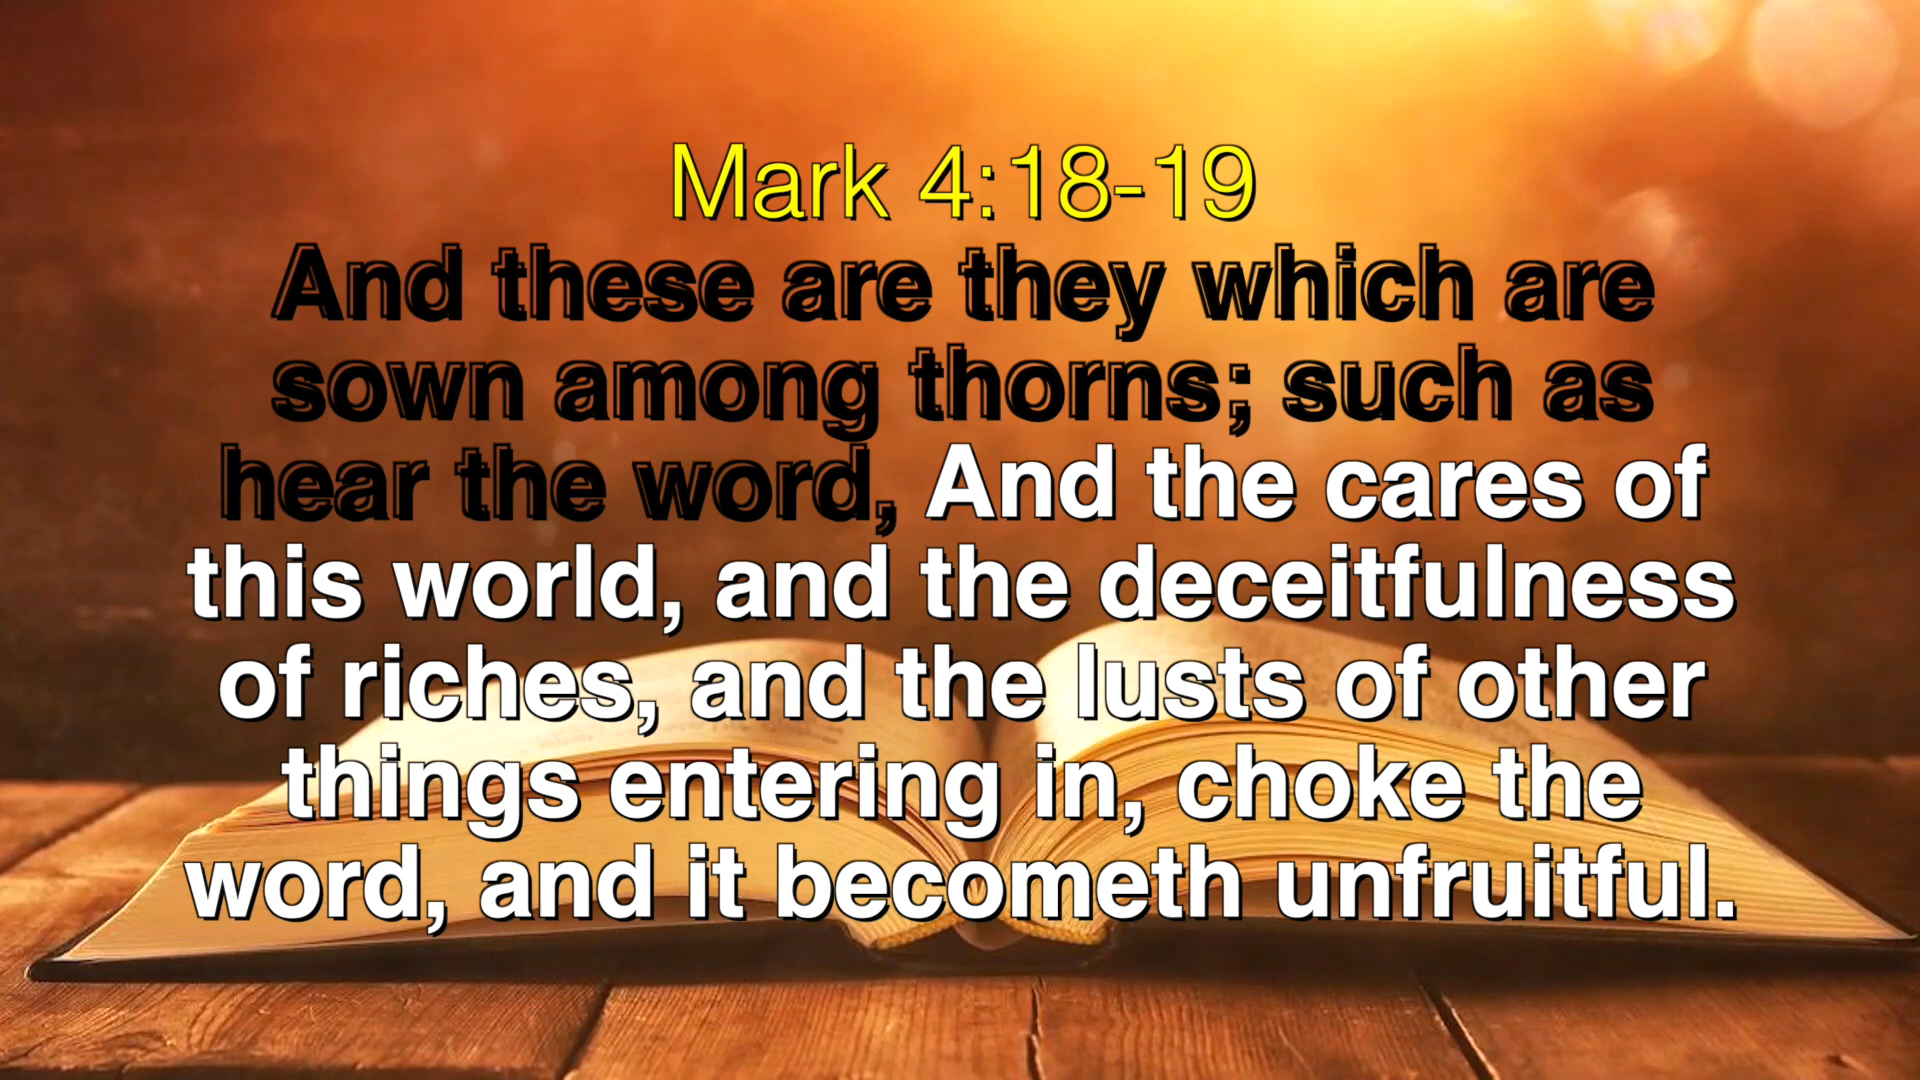 Mark 4:18-19
And these are they which are
sown among thorns; such as
hear the word, And the cares of
this world, and the deceitfulness
of riches, and the lusts of other
things entering in, choke the
word, and it becometh unfruitful.